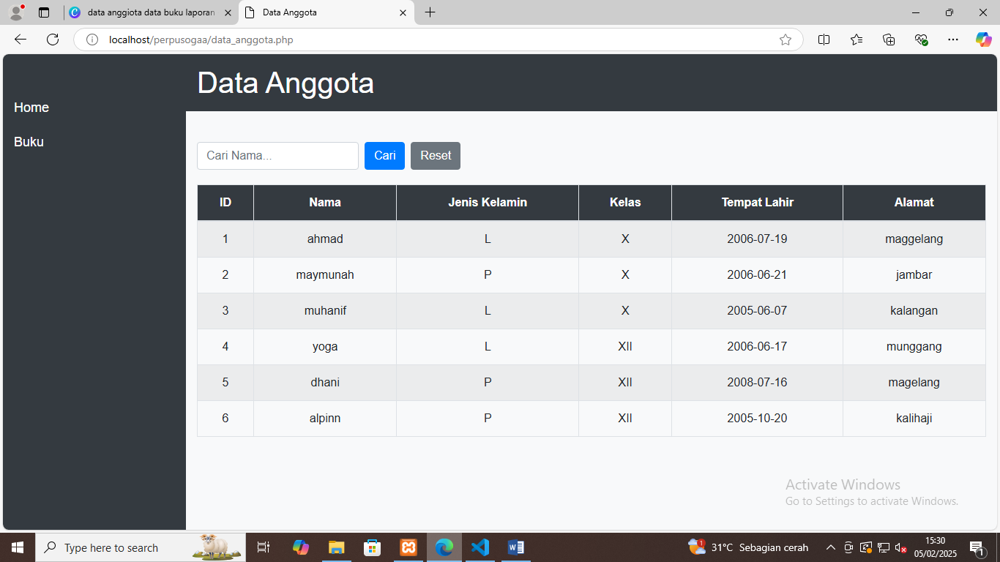 data anggiota data buku laporan
Data Anggota
localhost/perpusogaa/data_anggota.php
Data Anggota
Home
Buku
Cari Nama...
Cari
Reset
ID Nama Jenis Kelamin Kelas Tempat Lahir Alamat
1 ahmad L X 2006-07-19 maggelang
2 maymunah P X 2006-06-21 jambar
3 muhanif L X 2005-06-07 kalangan
4 yoga L XII 2006-06-17 munggang
5 dhani P XII 2008-07-16 magelang
6 alpinn P XII 2005-10-20 kalihaji
Activate Windows
Go to Settings to activate Windows.
Type here to search
1
31°C Sebagian cerah
15:30
05/02/2025
1